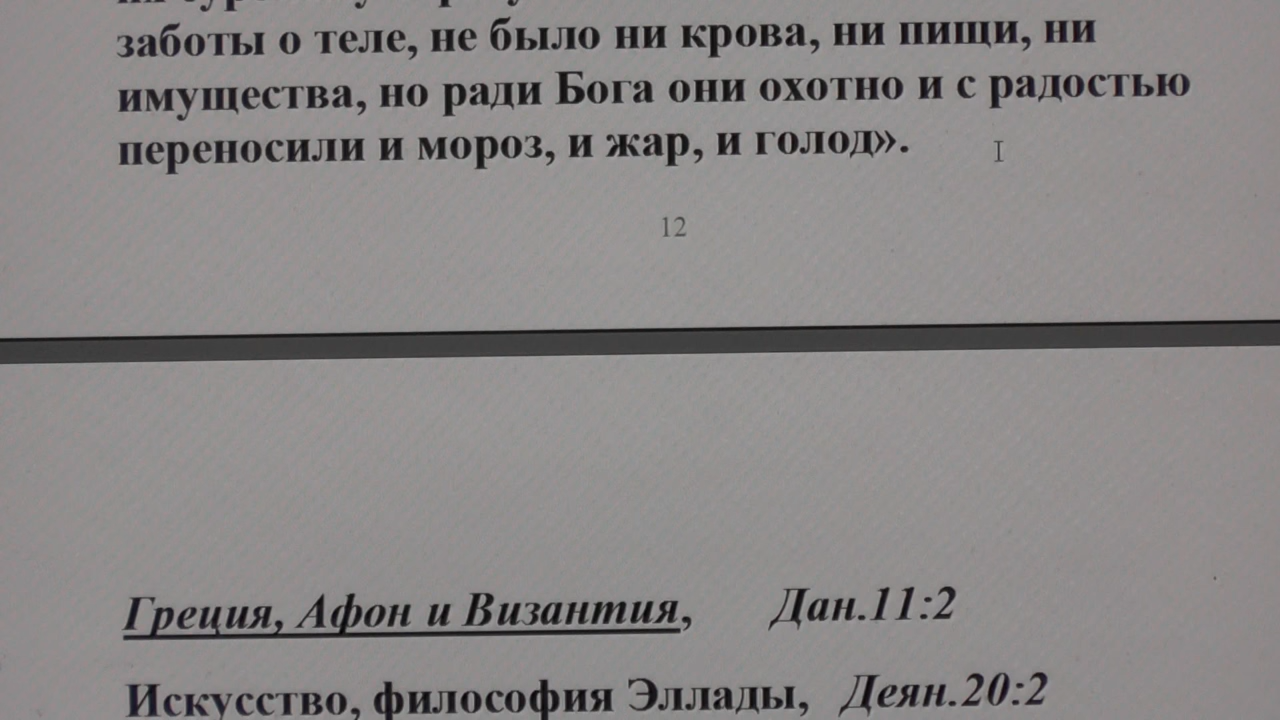 заботы о теле, не было ни крова, ни пищи, ни
имущества, но ради Бога они охотно и с радостью
переносили и мороз, и жар, и голод».
12
Греция, Афон и Византия, Дан.11:2
Искусство, философия Эллады, Деян.20:2